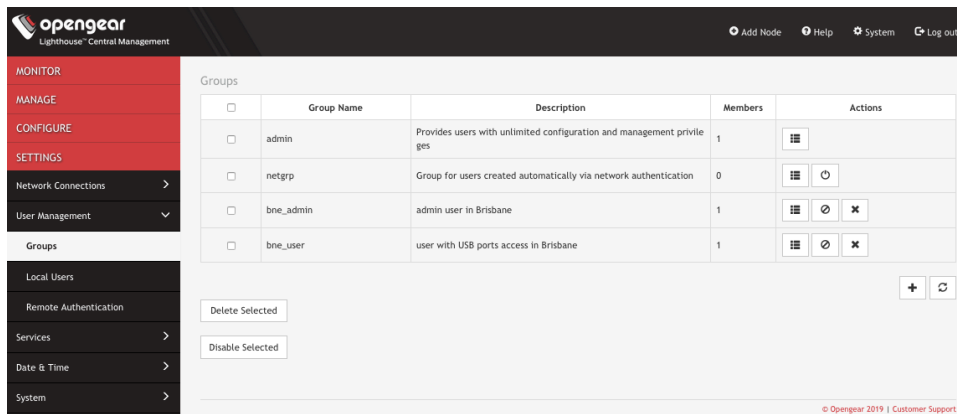 opengear
Lighthouse™ Central Management
Add Node Help System Log out
MONITOR
MANAGE
CONFIGURE
SETTINGS
Network Connections
User Management
Groups
Local Users
Remote Authentication
Services
Date & Time
System
Groups
Group Name Description Members Actions
admin Provides users with unlimited configuration and management privile
ges 1
netgrp Group for users created automatically via network authentication 0
bne_admin admin user in Brisbane 1
bne_user user with USB ports access in Brisbane 1
Delete Selected
Disable Selected
© Opengear 2019 | Customer Support